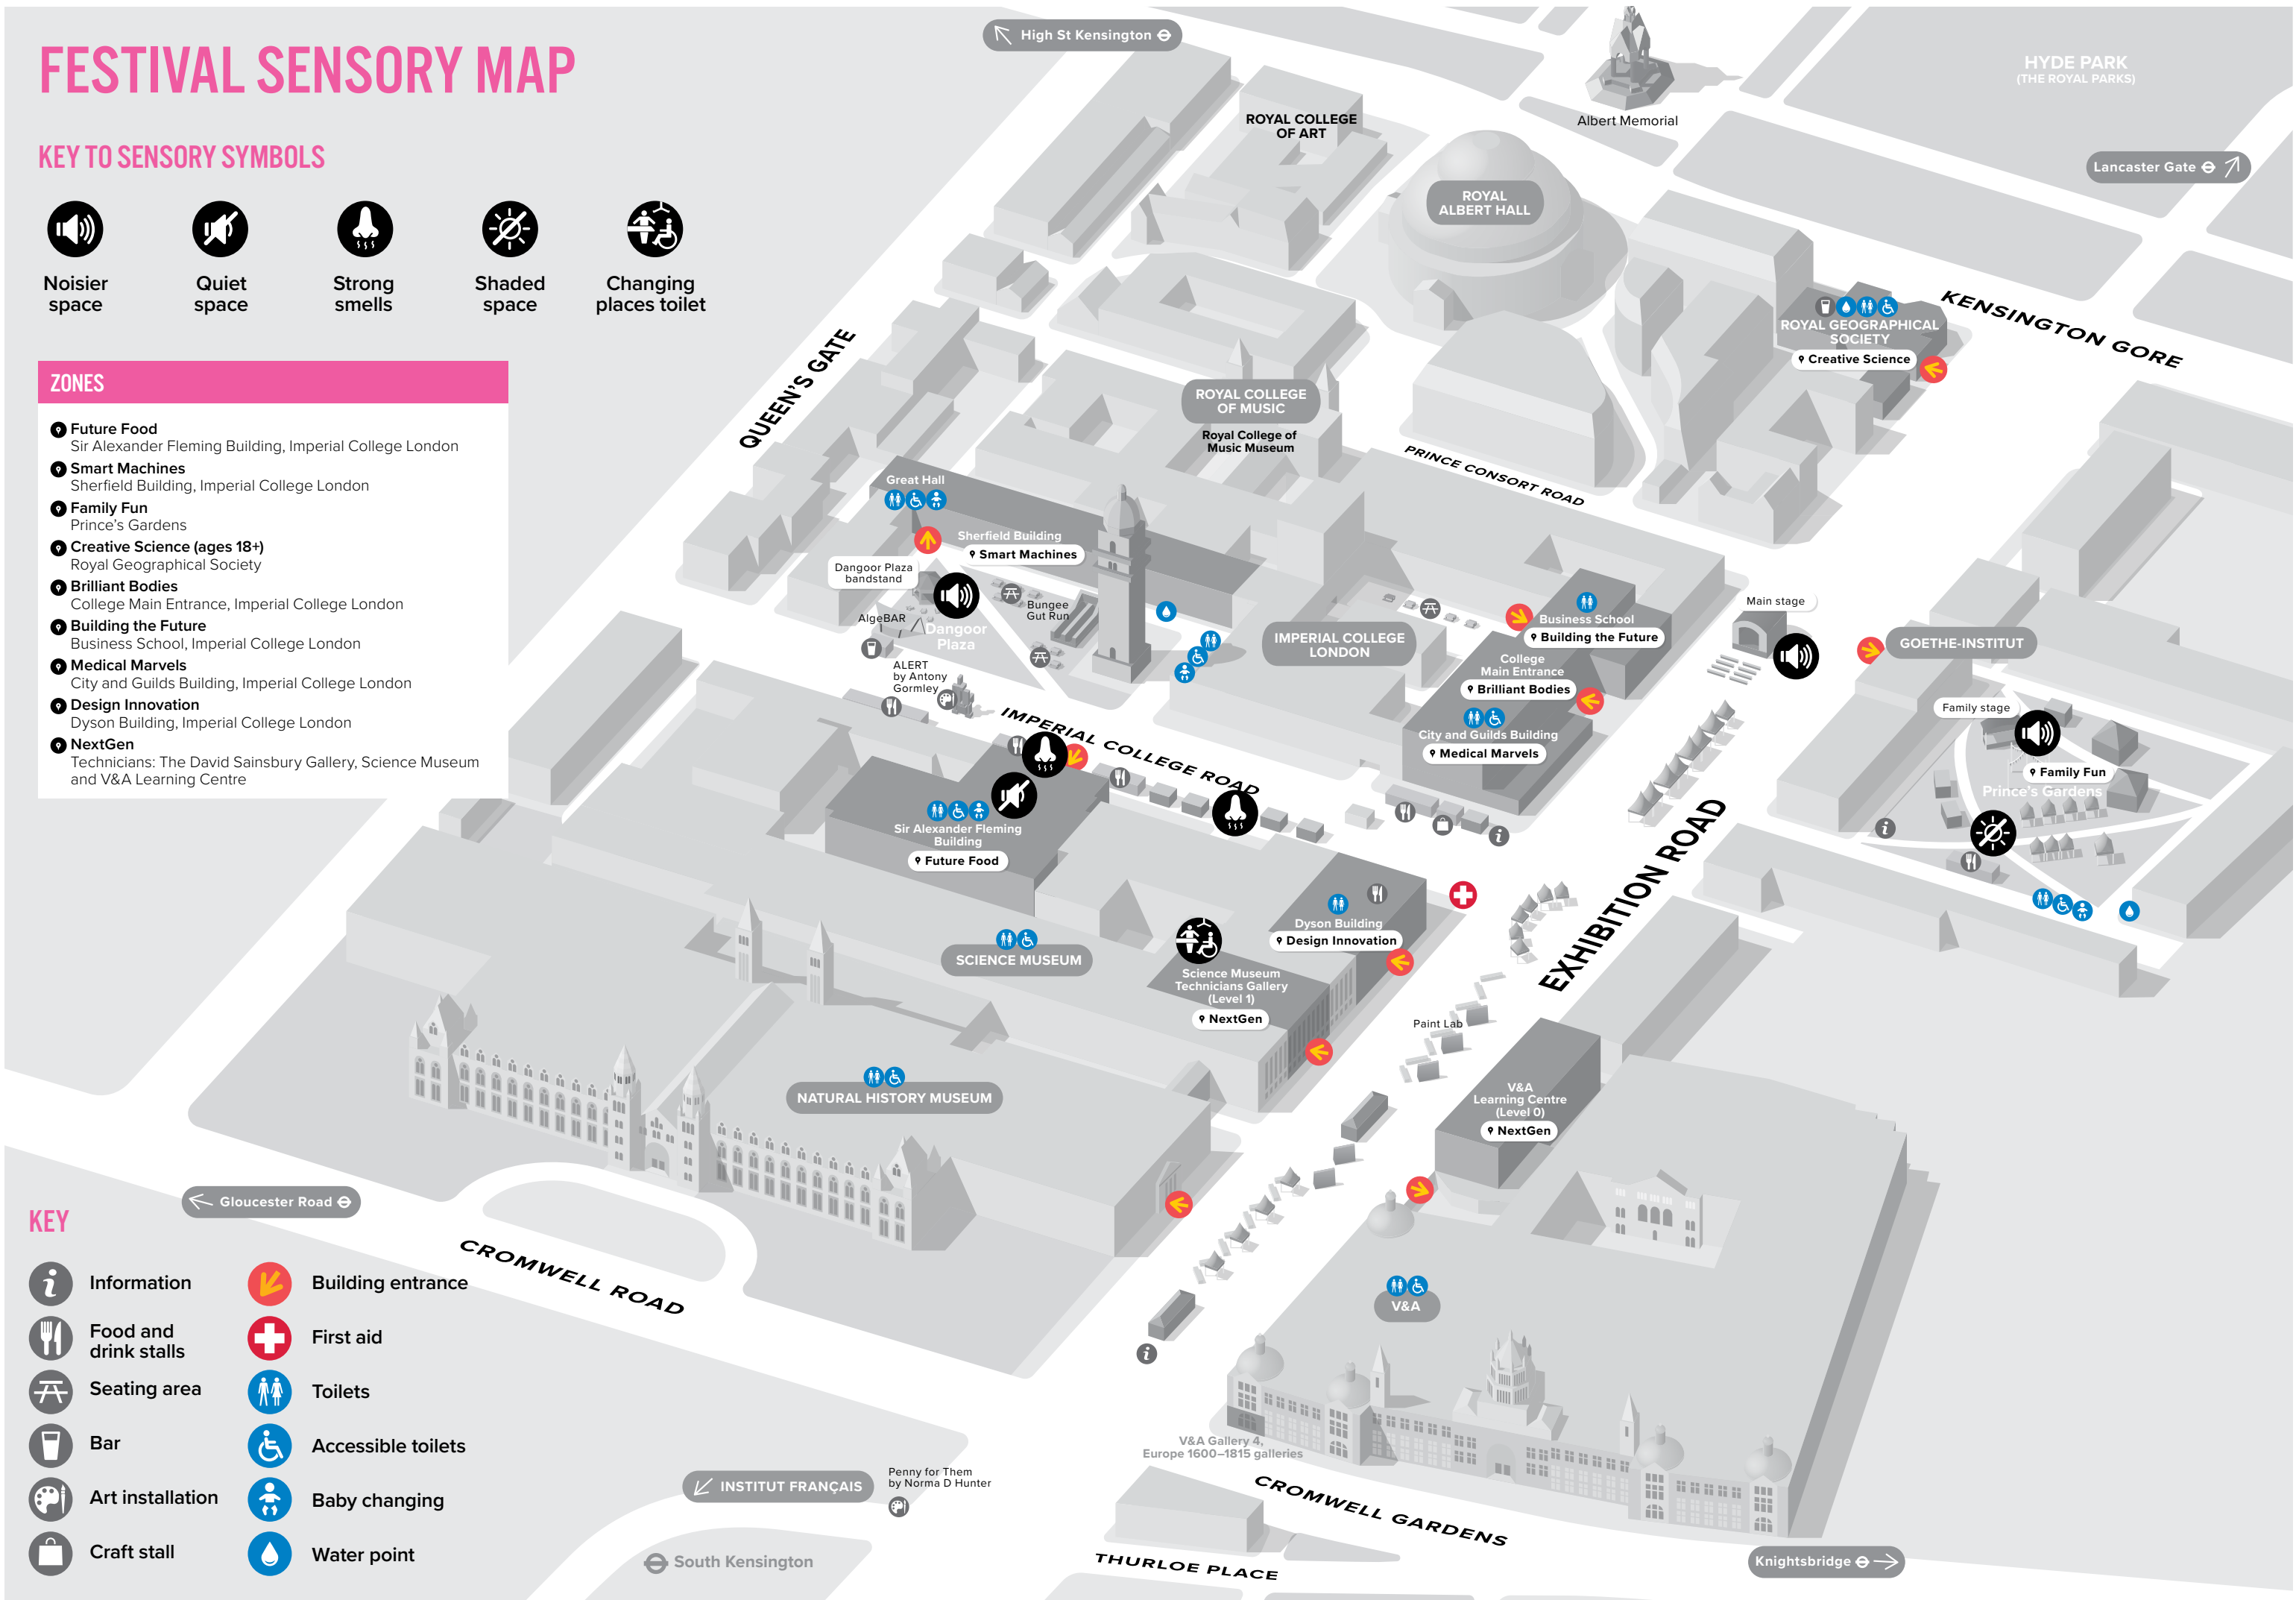 FESTIVAL SENSORY MAP
KEY TO SENSORY SYMBOLS
Noisier
space
Quiet
space
Strong
smells
Shaded
space
Changing
places toilet
ZONES
Future Food
Sir Alexander Fleming Building, Imperial College London
Smart Machines
Sherfield Building, Imperial College London
Family Fun
Prince's Gardens
Creative Science (ages 18+)
Royal Geographical Society
Brilliant Bodies
College Main Entrance, Imperial College London
Building the Future
Business School, Imperial College London
Medical Marvels
City and Guilds Building, Imperial College London
Design Innovation
Dyson Building, Imperial College London
NextGen
Technicians: The David Sainsbury Gallery, Science Museum
and V&A Learning Centre
High St Kensington
HYDE PARK
(THE ROYAL PARKS)
Albert Memorial
ROYAL COLLEGE
OF ART
Lancaster Gate
ROYAL
ALBERT HALL
KENSINGTON GORE
ROYAL GEOGRAPHICAL
SOCIETY
Creative Science
QUEEN'S GATE
ROYAL COLLEGE
OF MUSIC
Royal College of
Music Museum
PRINCE CONSORT ROAD
Great Hall
Sherfield Building
Smart Machines
Dangoor Plaza
bandstand
Bungee
Gut Run
AlgeBAR
Dangoor
Plaza
ALERT
by Antony
Gormley
IMPERIAL COLLEGE
LONDON
Business School
Building the Future
College
Main Entrance
Brilliant Bodies
City and Guilds Building
Medical Marvels
Main stage
GOETHE-INSTITUT
Family stage
Family Fun
Prince's Gardens
IMPERIAL COLLEGE ROAD
Sir Alexander Fleming
Building
Future Food
EXHIBITION ROAD
Dyson Building
Design Innovation
SCIENCE MUSEUM
Science Museum
Technicians Gallery
(Level 1)
NextGen
Paint Lab
NATURAL HISTORY MUSEUM
V&A
Learning Centre
(Level 0)
NextGen
Gloucester Road
CROMWELL ROAD
V&A
V&A Gallery 4,
Europe 1600–1815 galleries
INSTITUT FRANÇAIS
Penny for Them
by Norma D Hunter
CROMWELL GARDENS
South Kensington
THURLOE PLACE
Knightsbridge
KEY
Information
Food and
drink stalls
Seating area
Bar
Art installation
Craft stall
Building entrance
First aid
Toilets
Accessible toilets
Baby changing
Water point